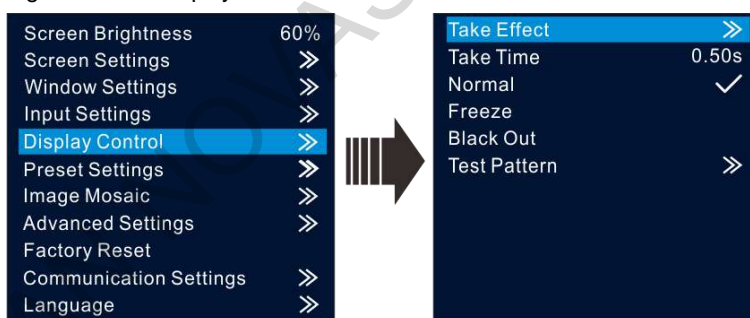 Screen Brightness 60%
Screen Settings
Window Settings
Input Settings
Display Control
Preset Settings
Image Mosaic
Advanced Settings
Factory Reset
Communication Settings
Language
Take Effect
Take Time 0.50s
Normal
Freeze
Black Out
Test Pattern